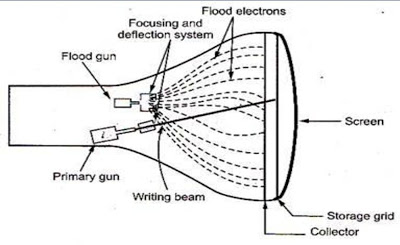 Focusing and
deflection system
Flood electrons
Flood gun
Screen
Primary gun
Writing beam
Storage grid
Collector